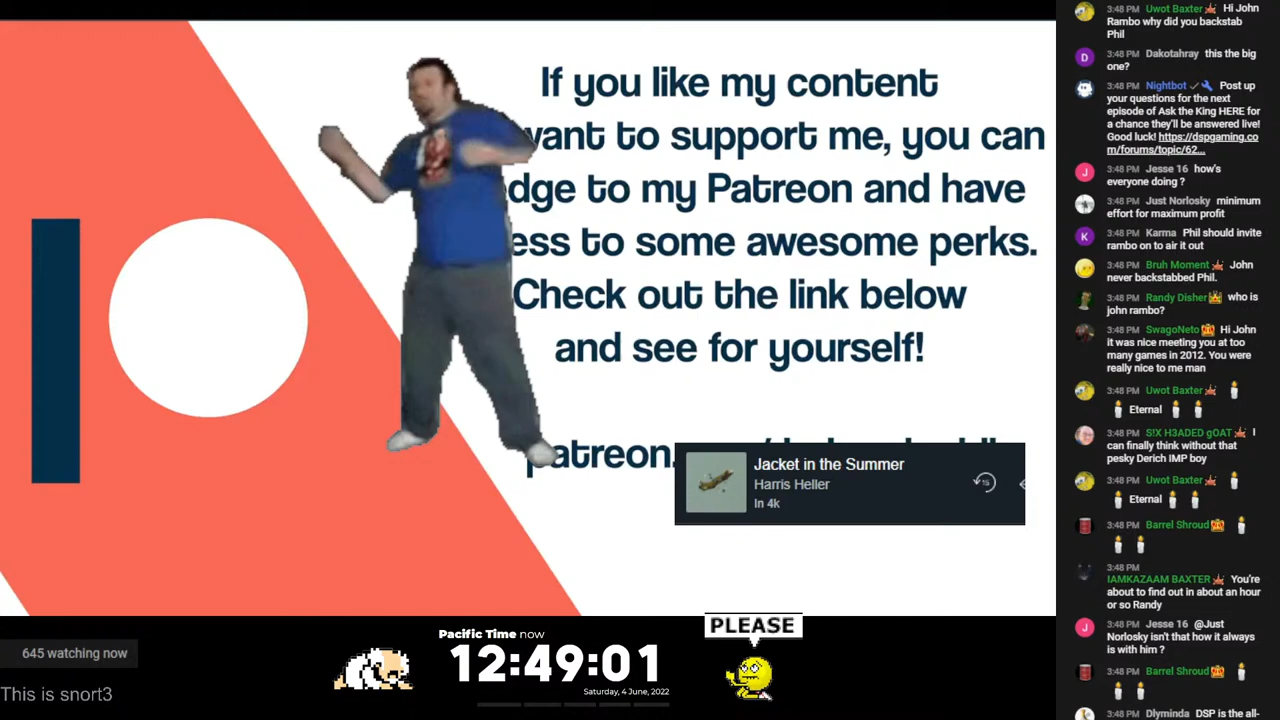 If you like my content
want to support me, you can
edge to my Patreon and have
ess to some awesome perks.
Check out the link below
and see for yourself!
patreon.
Jacket in the Summer
Harris Heller
In 4k
15
PLEASE
Pacific Time now
12:49:01
Saturday, 4 June, 2022
645 watching now
This is snort3
3:48 PM Uwot Baxter Hi John
Rambo why did you backstab
Phil
D 3:48 PM Dakotahray this the big
one?
3:48 PM Nightbot Post up
your questions for the next
episode of Ask the King HERE for
a chance they'll be answered live!
Good luck! https://dspgaming.co
m/forums/topic/62...
J 3:48 PM Jesse 16 how's
everyone doing ?
3:48 PM Just Norlosky minimum
effort for maximum profit
K 3:48 PM Karma Phil should invite
rambo on to air it out
3:48 PM Bruh Moment John
never backstabbed Phil.
3:48 PM Randy Disher who is
john rambo?
3:48 PM SwagoNeto Hi John
it was nice meeting you at too
many games in 2012. You were
really nice to me man
3:48 PM Uwot Baxter 🕯
🕯 Eternal 🕯 🕯
3:48 PM S!X H3ADED gOAT I
can finally think without that
pesky Derich IMP boy
3:48 PM Uwot Baxter 🕯
🕯 Eternal 🕯 🕯
3:48 PM Barrel Shroud 🕯
🕯 🕯
3:48 PM
IAMKAZAAM BAXTER You're
about to find out in about an hour
or so Randy
J 3:48 PM Jesse 16 @Just
Norlosky isn't that how it always
is with him ?
3:48 PM Barrel Shroud 🕯
🕯 🕯
3:48 PM Dlyminda DSP is the all-